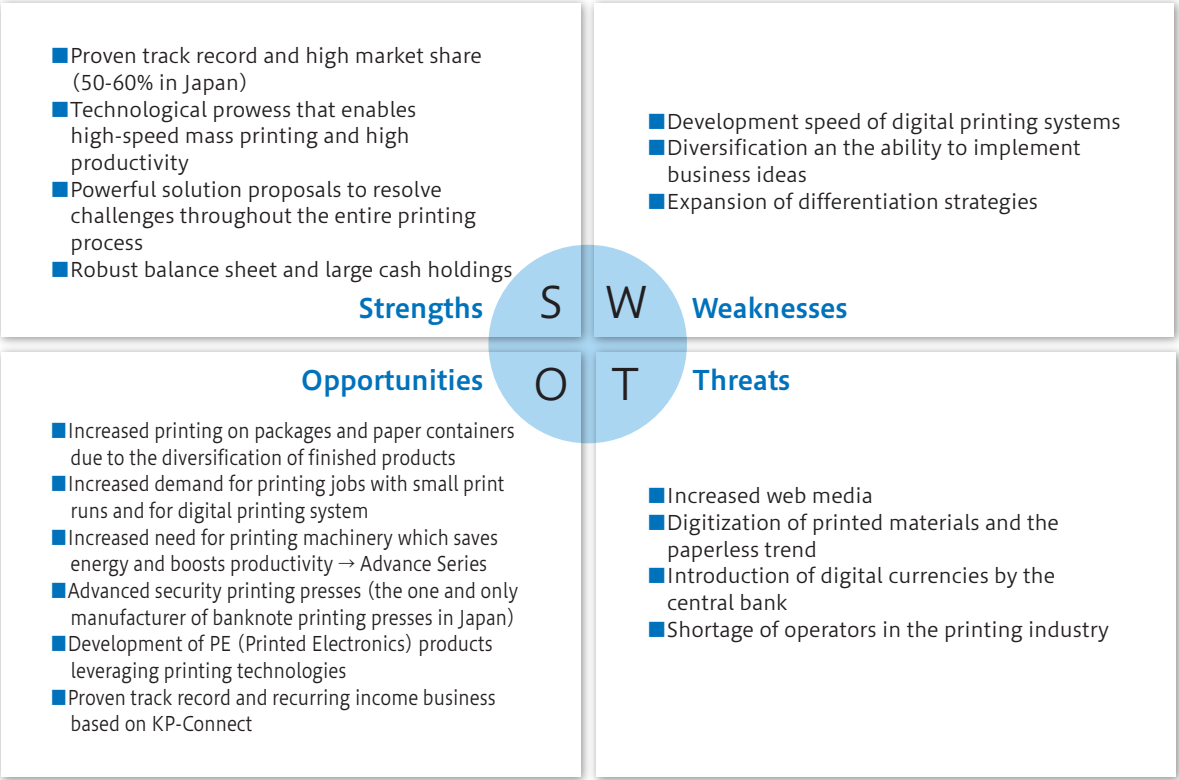 ■Proven track record and high market share
(50-60% in Japan)
■Technological prowess that enables
high-speed mass printing and high
productivity
■Powerful solution proposals to resolve
challenges throughout the entire printing
process
■Robust balance sheet and large cash holdings
Strengths
S
■Development speed of digital printing systems
■Diversification an the ability to implement
business ideas
■Expansion of differentiation strategies
W
Weaknesses
Opportunities
O
■Increased printing on packages and paper containers
due to the diversification of finished products
■Increased demand for printing jobs with small print
runs and for digital printing system
■Increased need for printing machinery which saves
energy and boosts productivity → Advance Series
■Advanced security printing presses (the one and only
manufacturer of banknote printing presses in Japan)
■Development of PE (Printed Electronics) products
leveraging printing technologies
■Proven track record and recurring income business
based on KP-Connect
T
Threats
■Increased web media
■Digitization of printed materials and the
paperless trend
■Introduction of digital currencies by the
central bank
■Shortage of operators in the printing industry